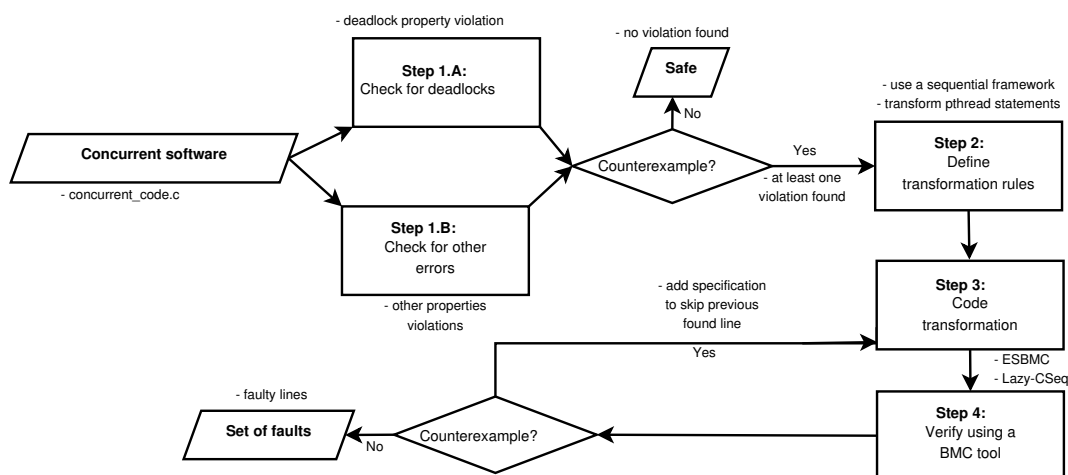 - deadlock property violation
Step 1.A:
Check for deadlocks
- no violation found
Safe
No
Concurrent software
- concurrent_code.c
Counterexample?
Yes
- at least one
violation found
- use a sequential framework
- transform pthread statements
Step 2:
Define
transformation rules
Step 1.B:
Check for other
errors
- other properties
violations
- add specification
to skip previous
found line
Yes
Step 3:
Code
transformation
- ESBMC
- Lazy-CSeq
- faulty lines
Set of faults
No
Counterexample?
Step 4:
Verify using a
BMC tool